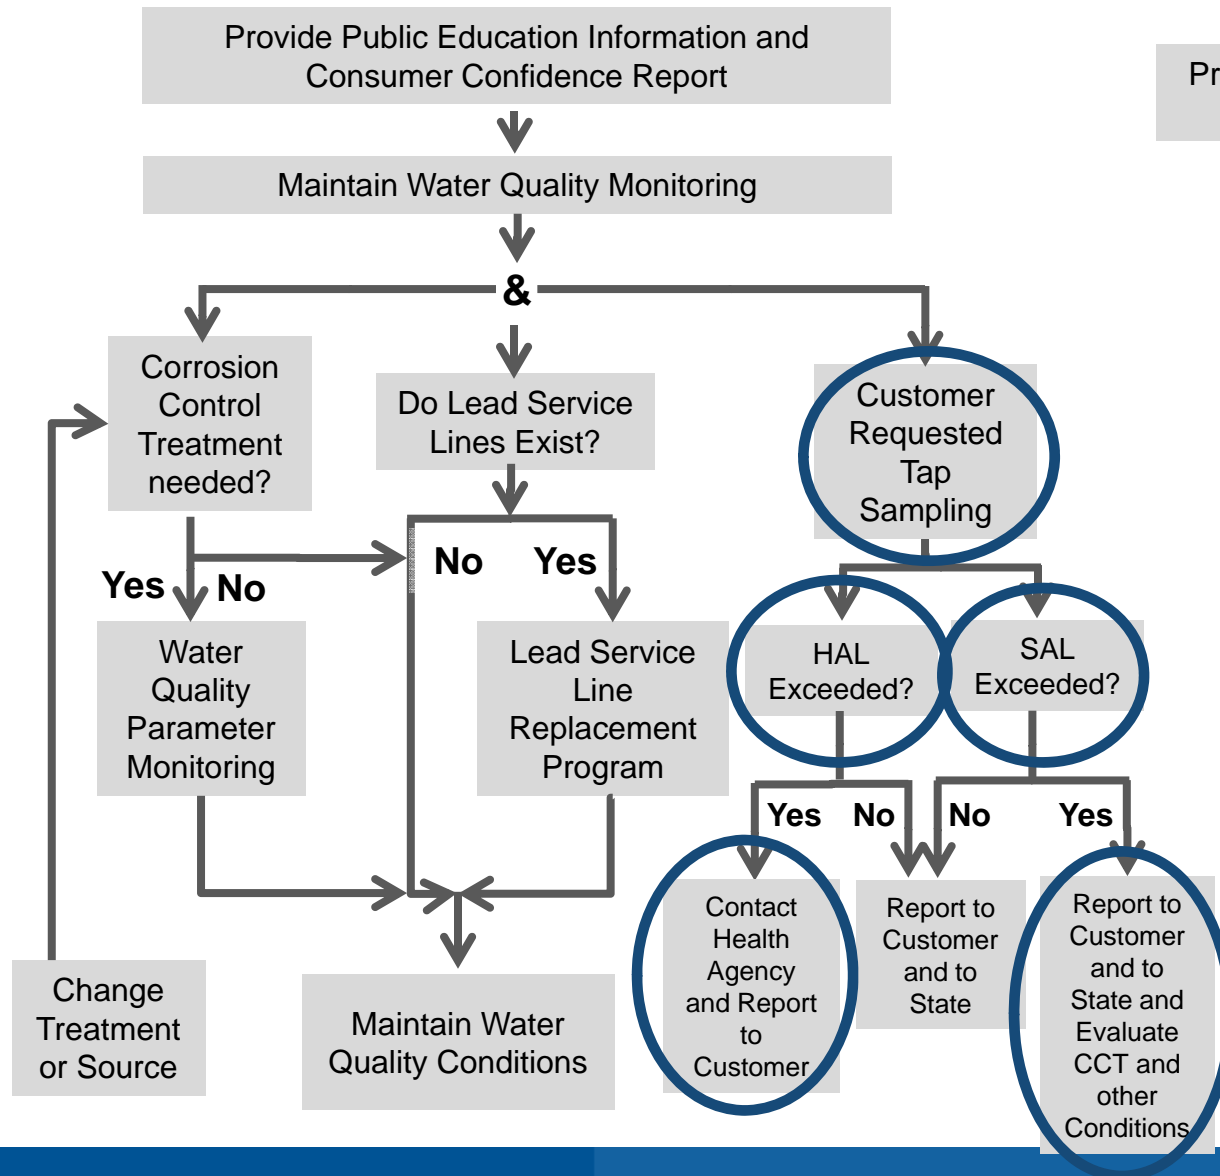 Provide Public Education Information and
Consumer Confidence Report
Pr
Maintain Water Quality Monitoring
&
Corrosion
Control
Treatment
needed?
Do Lead Service
Lines Exist?
Customer
Requested
Tap
Sampling
Yes
No
No
Yes
Water
Quality
Parameter
Monitoring
Lead Service
Line
Replacement
Program
HAL
Exceeded?
SAL
Exceeded?
Yes
No
No
Yes
Change
Treatment
or Source
Maintain Water
Quality Conditions
Contact
Health
Agency
and Report
to
Customer
Report to
Customer
and to
State
Report to
Customer
and to
State and
Evaluate
CCT and
other
Conditions